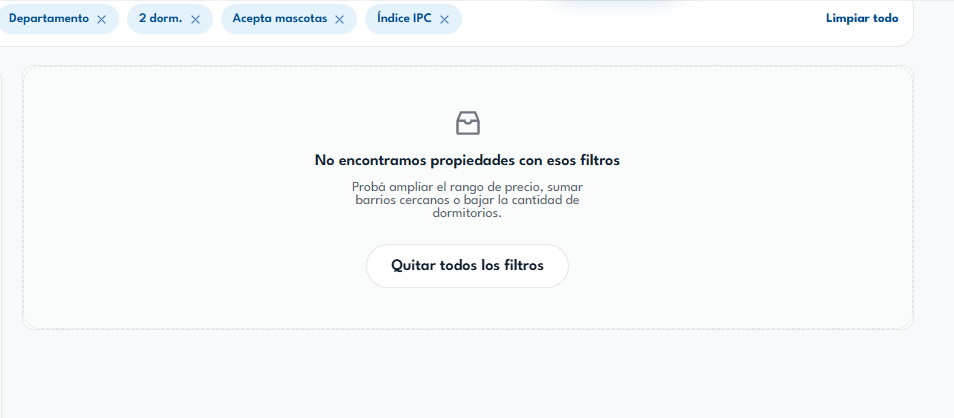 Departamento × 2 dorm. × Acepta mascotas × Índice IPC × Limpiar todo
No encontramos propiedades con esos filtros
Probá ampliar el rango de precio, sumar
barrios cercanos o bajar la cantidad de
dormitorios.
Quitar todos los filtros